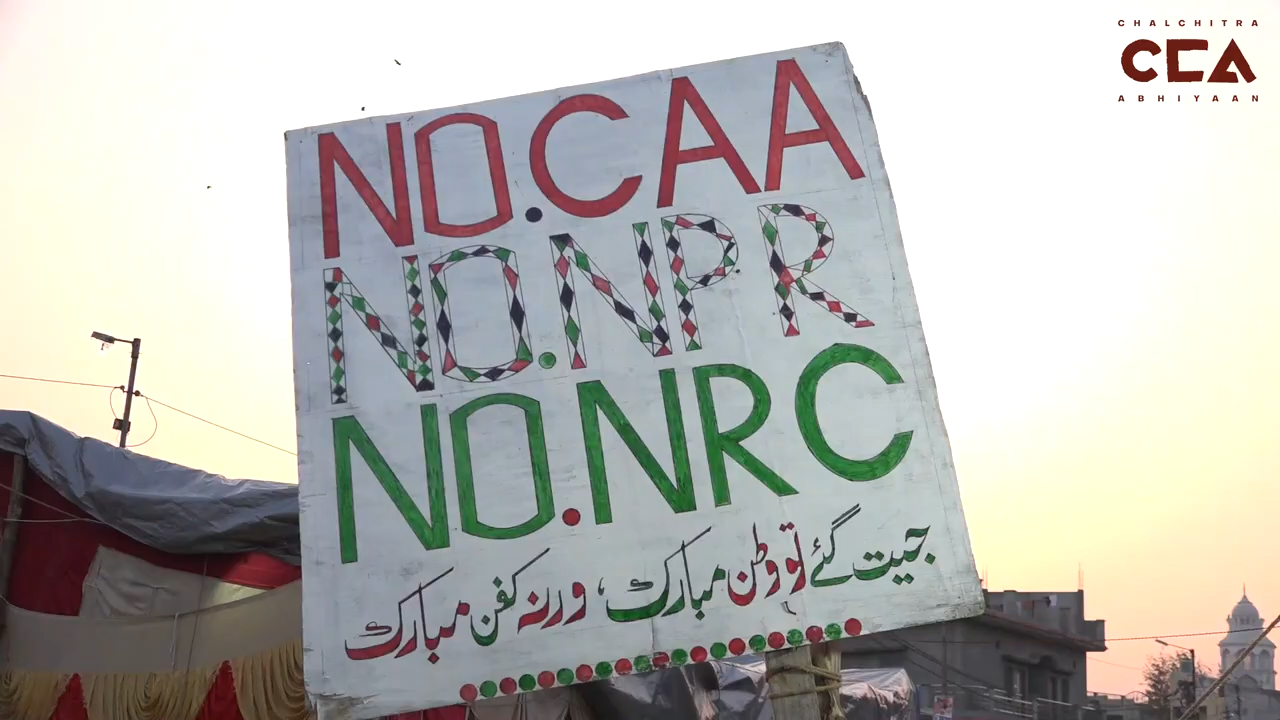 CHALCHITRA
CEA
ABHIYAAN
NO.CAA
NO.NPR
NO.NRC
جیت گئے تو وطن مبارک، ورنہ کفن مبارک